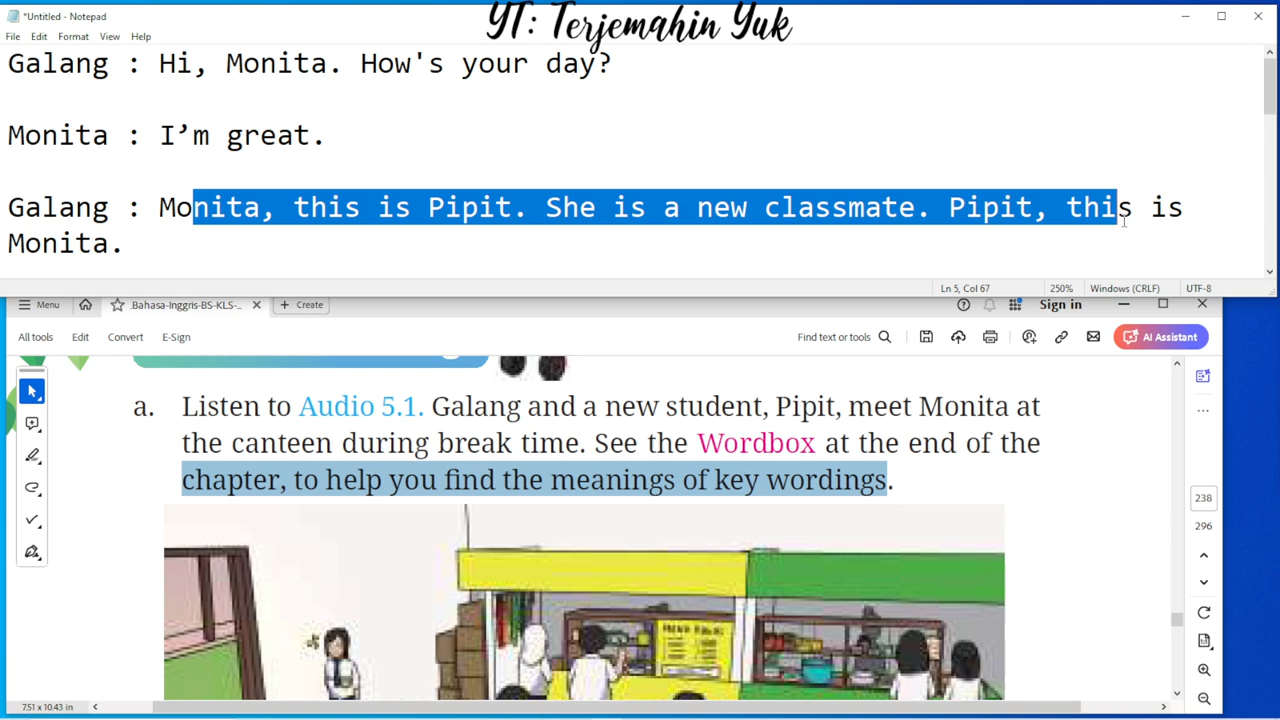 *Untitled - Notepad
YT: Terjemahin Yuk
File Edit Format View Help
Galang : Hi, Monita. How's your day?
Monita : I’m great.
Galang : Monita, this is Pipit. She is a new classmate. Pipit, this is
Monita.
Ln 5, Col 67 250% Windows (CRLF) UTF-8
Menu Bahasa-Inggris-BS-KLS-... Create Sign in
All tools Edit Convert E-Sign Find text or tools AI Assistant
a. Listen to Audio 5.1. Galang and a new student, Pipit, meet Monita at
the canteen during break time. See the Wordbox at the end of the
chapter, to help you find the meanings of key wordings.
238
296
7.51 x 10.43 in